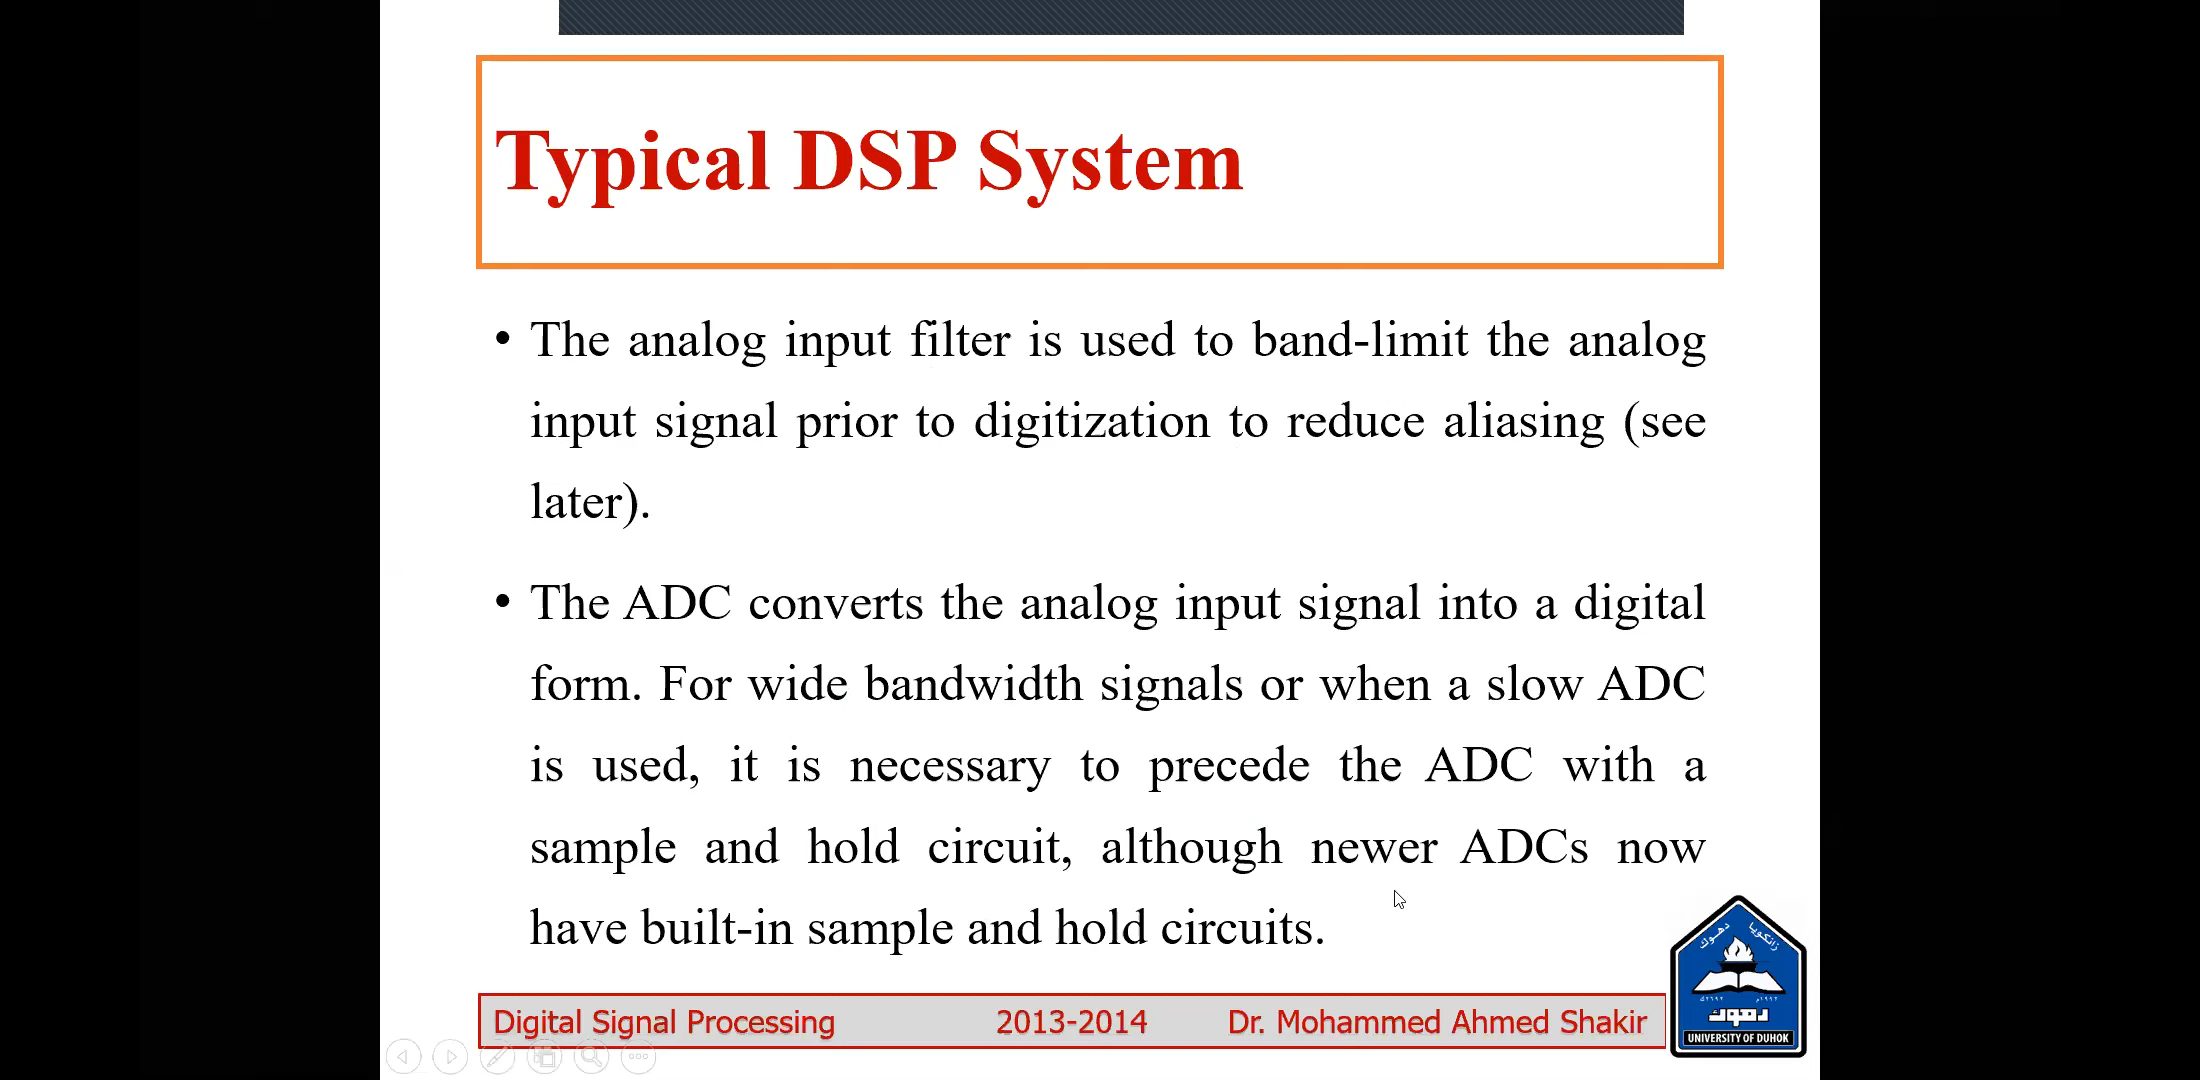 Typical DSP System
• The analog input filter is used to band-limit the analog
input signal prior to digitization to reduce aliasing (see
later).
• The ADC converts the analog input signal into a digital
form. For wide bandwidth signals or when a slow ADC
is used, it is necessary to precede the ADC with a
sample and hold circuit, although newer ADCs now
have built-in sample and hold circuits.
Digital Signal Processing 2013-2014 Dr. Mohammed Ahmed Shakir
زانكويا دهوك
UNIVERSITY OF DUHOK